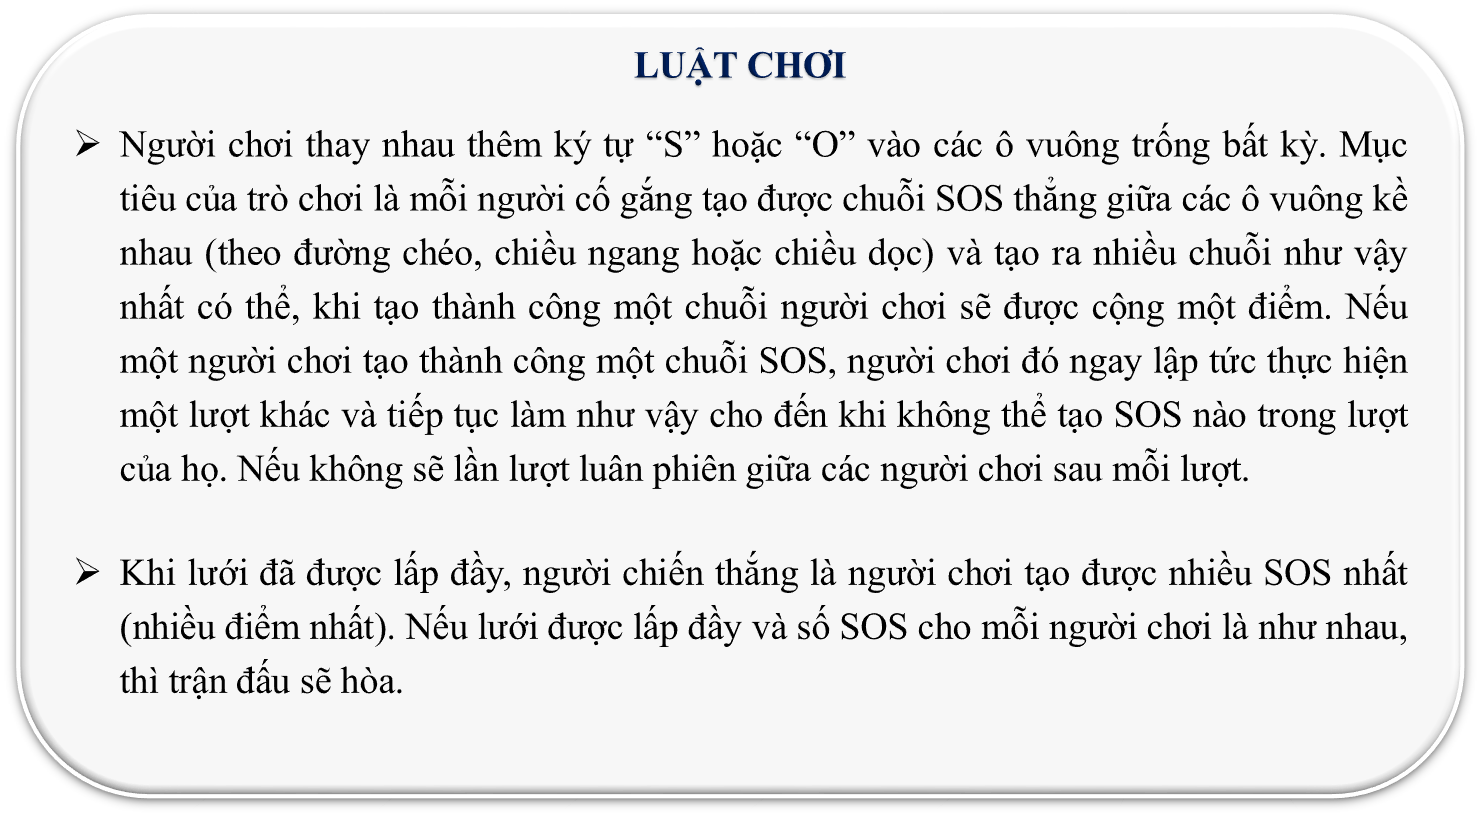 LUẬT CHƠI
➢ Người chơi thay nhau thêm ký tự “S” hoặc “O” vào các ô vuông trống bất kỳ. Mục
tiêu của trò chơi là mỗi người cố gắng tạo được chuỗi SOS thẳng giữa các ô vuông kề
nhau (theo đường chéo, chiều ngang hoặc chiều dọc) và tạo ra nhiều chuỗi như vậy
nhất có thể, khi tạo thành công một chuỗi người chơi sẽ được cộng một điểm. Nếu
một người chơi tạo thành công một chuỗi SOS, người chơi đó ngay lập tức thực hiện
một lượt khác và tiếp tục làm như vậy cho đến khi không thể tạo SOS nào trong lượt
của họ. Nếu không sẽ lần lượt luân phiên giữa các người chơi sau mỗi lượt.
➢ Khi lưới đã được lấp đầy, người chiến thắng là người chơi tạo được nhiều SOS nhất
(nhiều điểm nhất). Nếu lưới được lấp đầy và số SOS cho mỗi người chơi là như nhau,
thì trận đấu sẽ hòa.